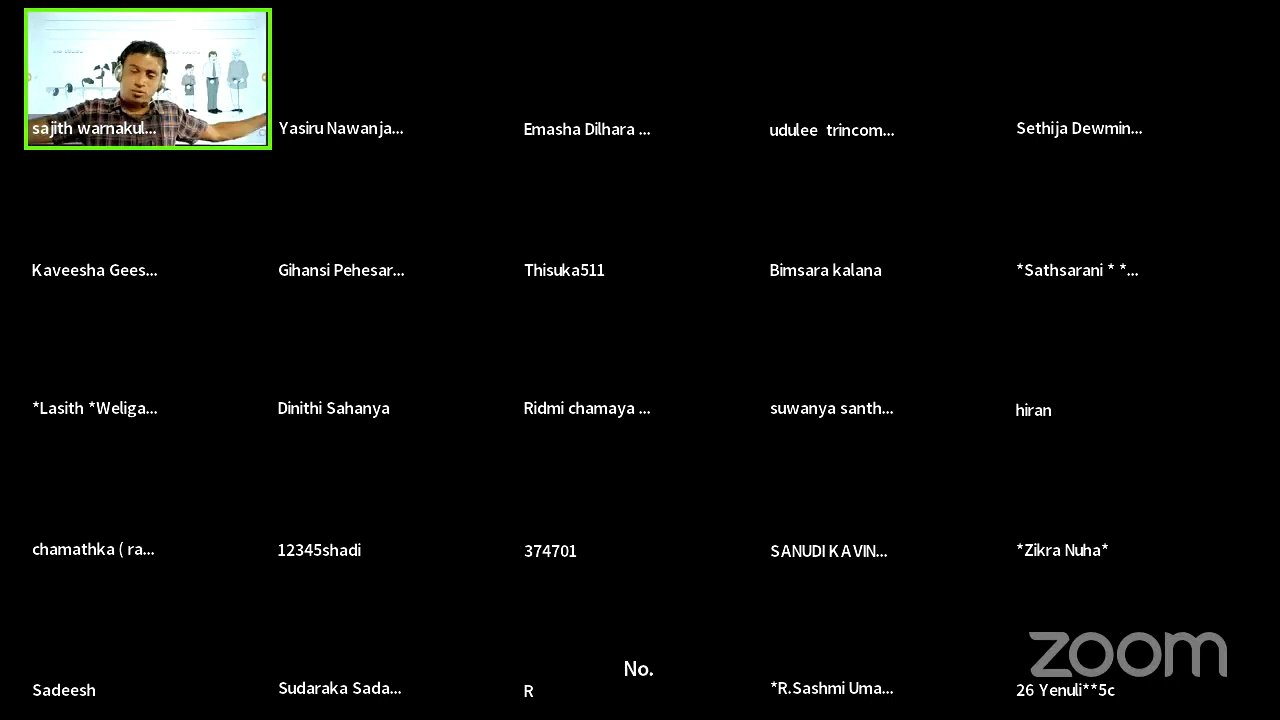 sajith warnakul...
Yasiru Nawanja...
Emasha Dilhara ...
udulee trincom...
Sethija Dewmin...
Kaveesha Gees...
Gihansi Pehesar...
Thisuka511
Bimsara kalana
*Sathsarani * *...
*Lasith *Weliga...
Dinithi Sahanya
Ridmi chamaya ...
suwanya santh...
hiran
chamathka ( ra...
12345shadi
374701
SANUDI KAVIN...
*Zikra Nuha*
Sadeesh
Sudaraka Sada...
R
No.
*R.Sashmi Uma...
zoom
26 Yenuli**5c